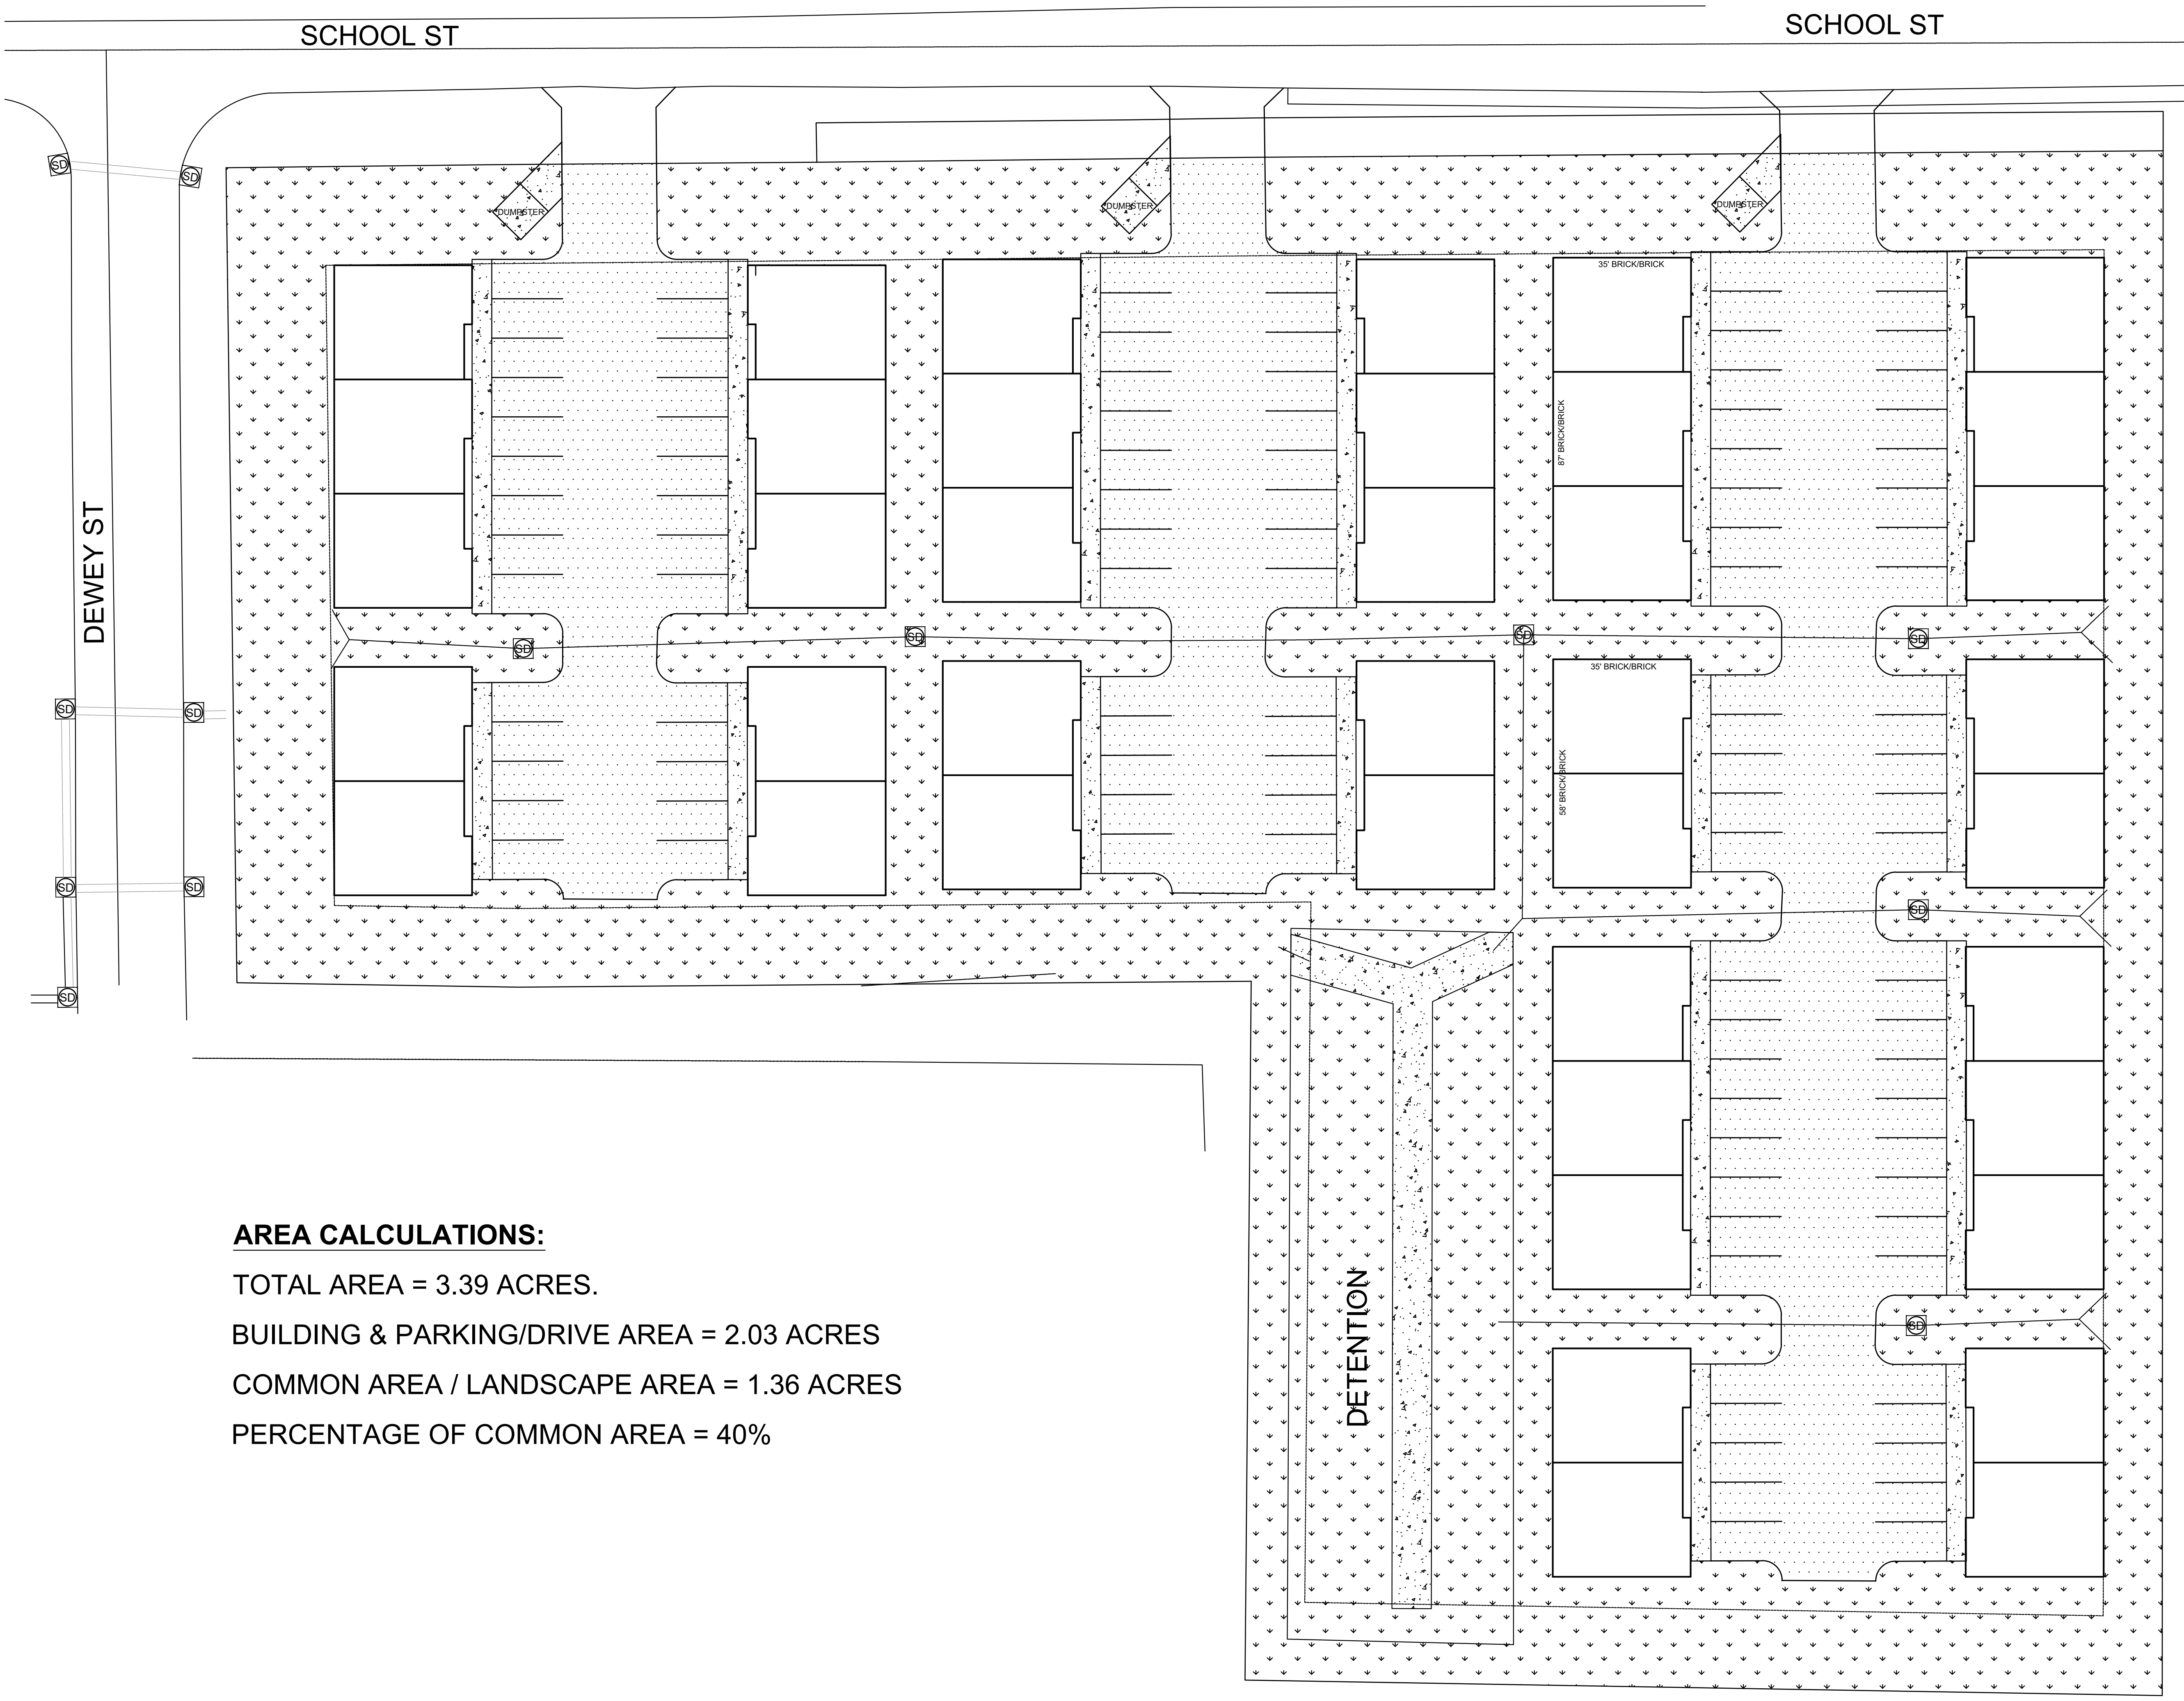 SCHOOL ST
SCHOOL ST
SD
SD
DUMPSTER
DUMPSTER
DUMPSTER
35' BRICK/BRICK
87' BRICK/BRICK
DEWEY ST
SD
SD
SD
SD
35' BRICK/BRICK
SD
SD
58' BRICK/BRICK
SD
SD
SD
SD
DETENTION
SD
AREA CALCULATIONS:
TOTAL AREA = 3.39 ACRES.
BUILDING & PARKING/DRIVE AREA = 2.03 ACRES
COMMON AREA / LANDSCAPE AREA = 1.36 ACRES
PERCENTAGE OF COMMON AREA = 40%